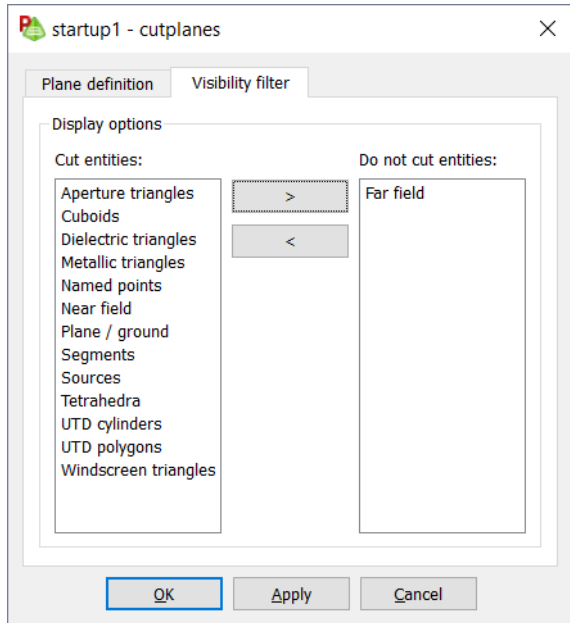 startup1 - cutplanes
Plane definition
Visibility filter
Display options
Cut entities:
Do not cut entities:
Aperture triangles
Cuboids
Dielectric triangles
Metallic triangles
Named points
Near field
Plane / ground
Segments
Sources
Tetrahedra
UTD cylinders
UTD polygons
Windscreen triangles
>
<
Far field
OK
Apply
Cancel